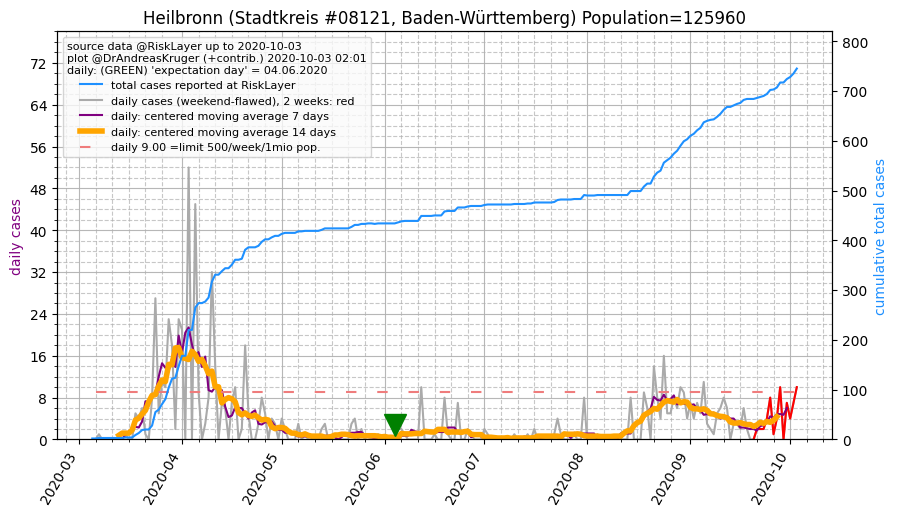 Heilbronn (Stadtkreis #08121, Baden-Württemberg) Population=125960
source data @RiskLayer up to 2020-10-03
plot @DrAndreasKruger (+contrib.) 2020-10-03 02:01
daily: (GREEN) 'expectation day' = 04.06.2020
total cases reported at RiskLayer
daily cases (weekend-flawed), 2 weeks: red
daily: centered moving average 7 days
daily: centered moving average 14 days
daily 9.00 =limit 500/week/1mio pop.
daily cases
72
64
56
48
40
32
24
16
8
0
800
700
600
500
400
300
200
100
0
cumulative total cases
2020-03
2020-04
2020-05
2020-06
2020-07
2020-08
2020-09
2020-10